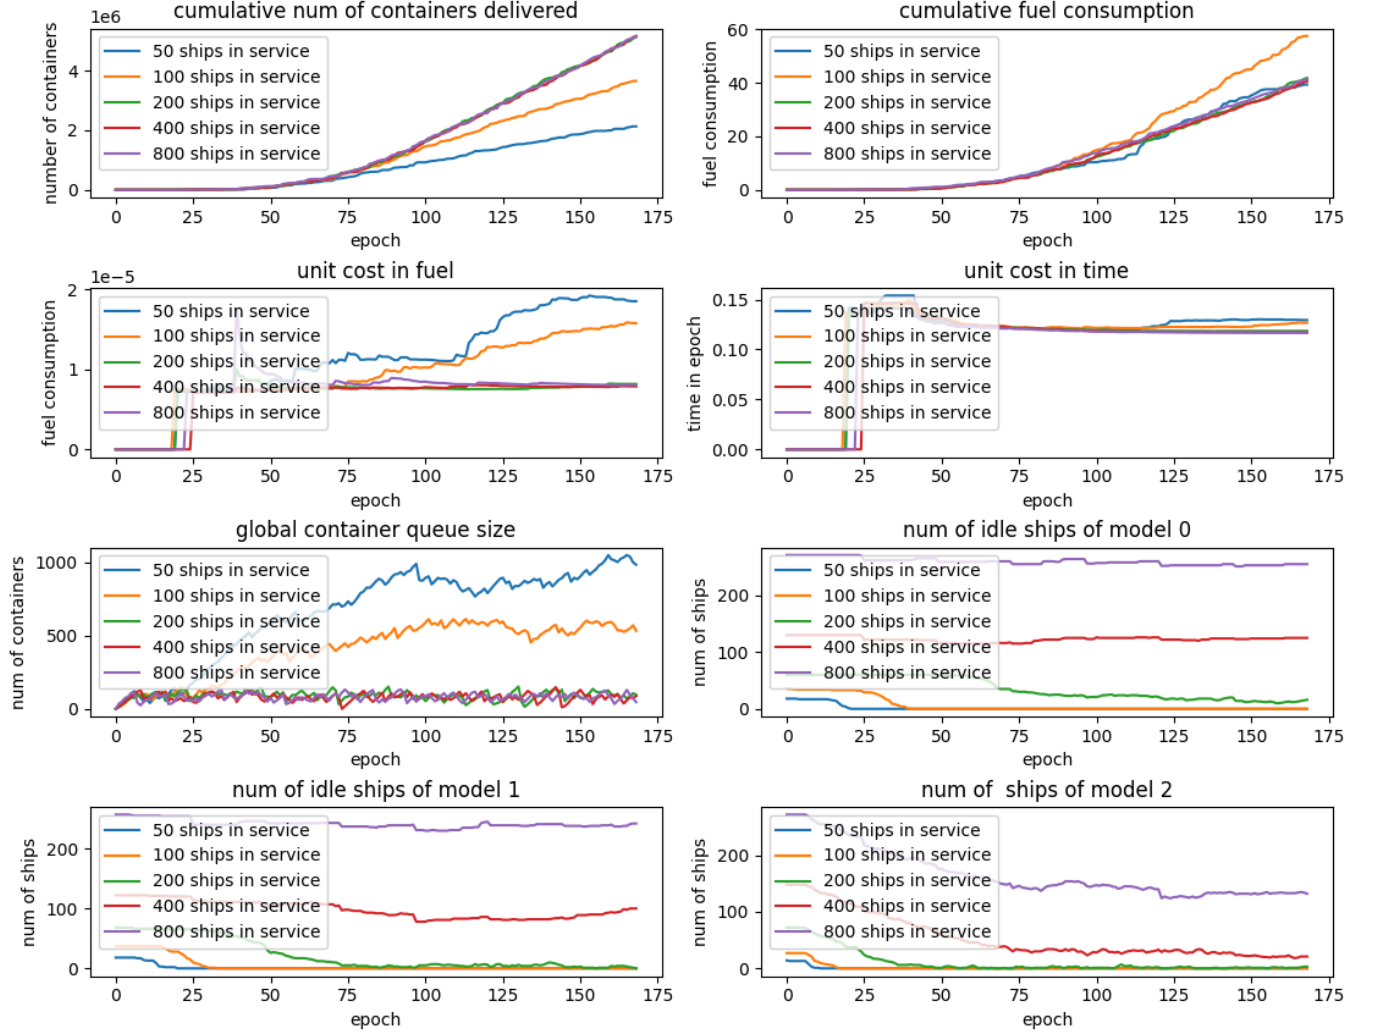 cumulative num of containers delivered
1e6
number of containers
4
2
0
50 ships in service
100 ships in service
200 ships in service
400 ships in service
800 ships in service
0 25 50 75 100 125 150 175
epoch
cumulative fuel consumption
fuel consumption
60
40
20
0
50 ships in service
100 ships in service
200 ships in service
400 ships in service
800 ships in service
0 25 50 75 100 125 150 175
epoch
unit cost in fuel
1e−5
fuel consumption
2
1
0
50 ships in service
100 ships in service
200 ships in service
400 ships in service
800 ships in service
0 25 50 75 100 125 150 175
epoch
unit cost in time
time in epoch
0.15
0.10
0.05
0.00
50 ships in service
100 ships in service
200 ships in service
400 ships in service
800 ships in service
0 25 50 75 100 125 150 175
epoch
global container queue size
num of containers
1000
500
0
50 ships in service
100 ships in service
200 ships in service
400 ships in service
800 ships in service
0 25 50 75 100 125 150 175
epoch
num of idle ships of model 0
num of ships
200
100
0
50 ships in service
100 ships in service
200 ships in service
400 ships in service
800 ships in service
0 25 50 75 100 125 150 175
epoch
num of idle ships of model 1
num of ships
200
100
0
50 ships in service
100 ships in service
200 ships in service
400 ships in service
800 ships in service
0 25 50 75 100 125 150 175
epoch
num of  ships of model 2
num of ships
200
100
0
50 ships in service
100 ships in service
200 ships in service
400 ships in service
800 ships in service
0 25 50 75 100 125 150 175
epoch